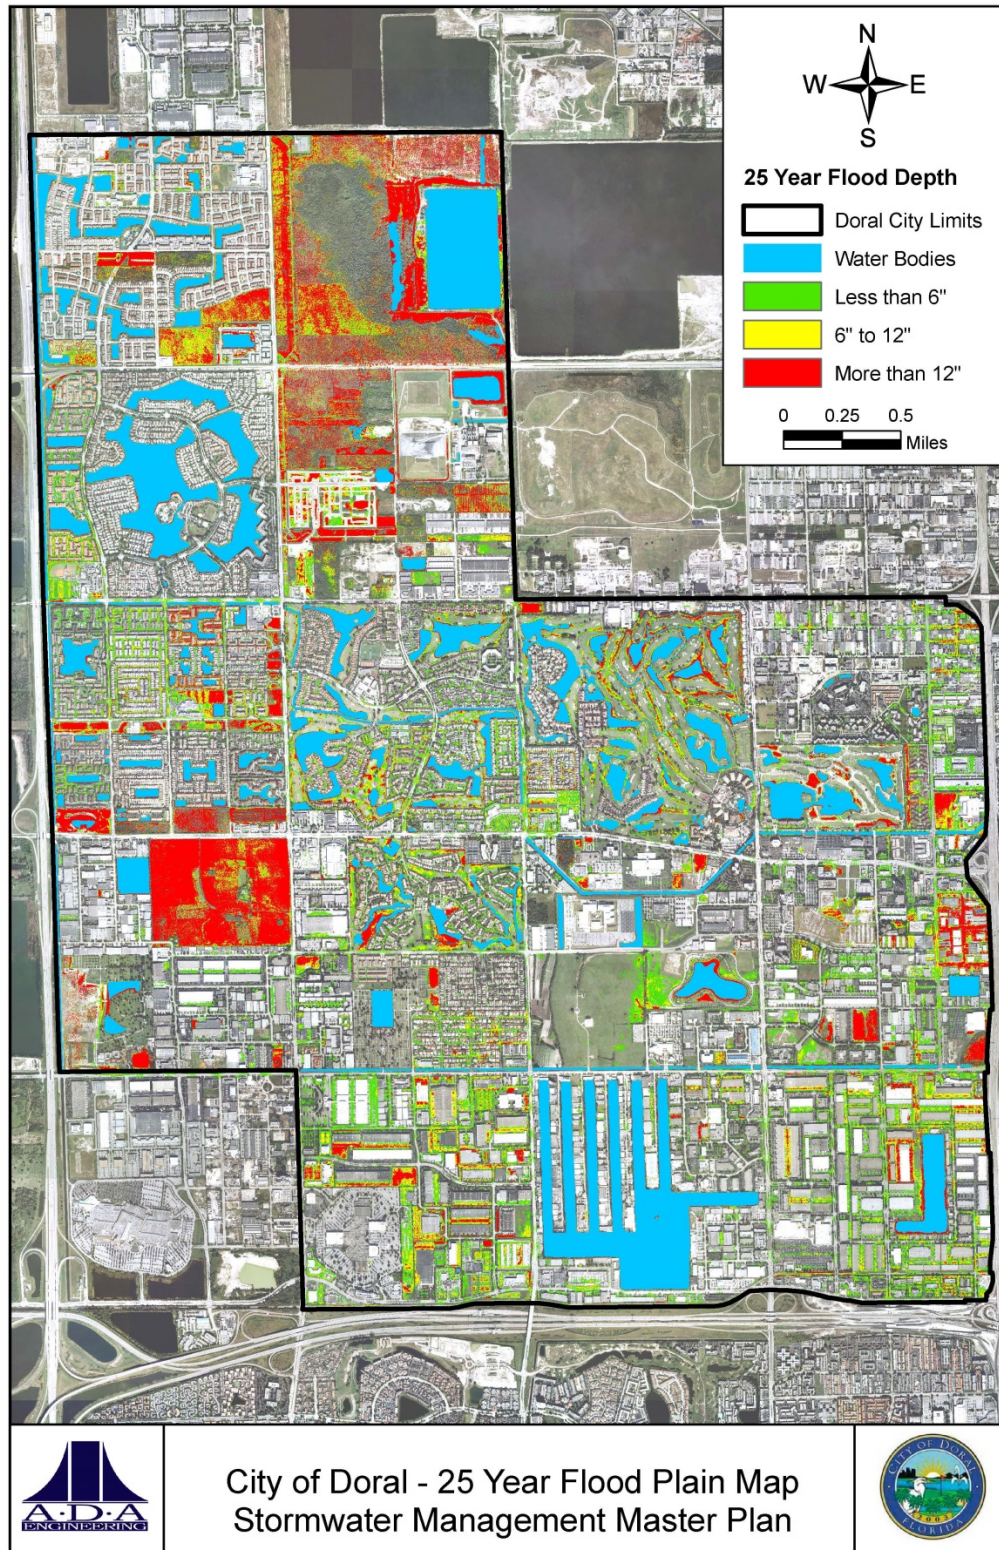 N
W E
S
25 Year Flood Depth
Doral City Limits
Water Bodies
Less than 6"
6" to 12"
More than 12"
0 0.25 0.5
Miles
A·D·A
ENGINEERING
City of Doral - 25 Year Flood Plain Map
Stormwater Management Master Plan
CITY OF DORAL
2003
FLORIDA